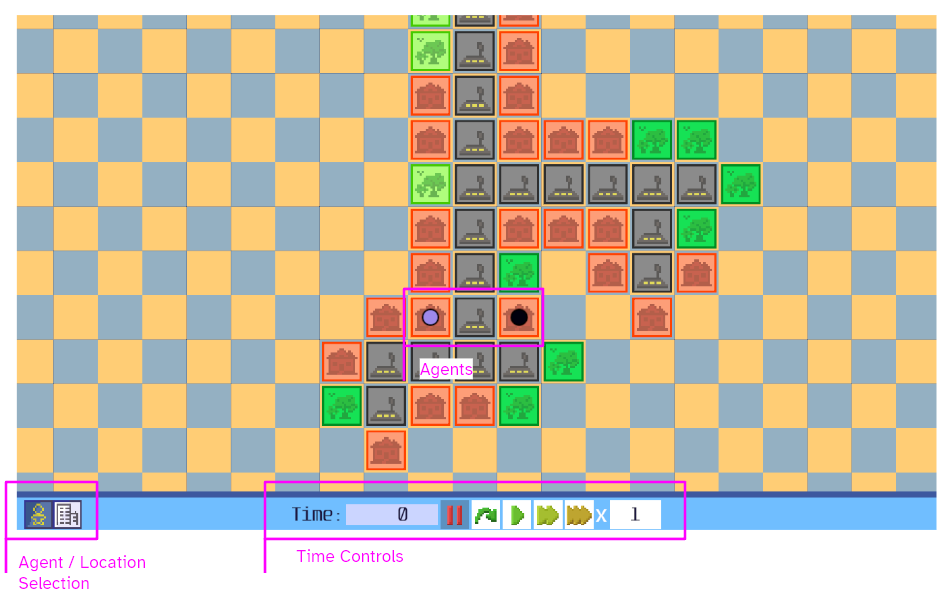 Agents
Time: 0 x 1
Agent / Location
Selection
Time Controls